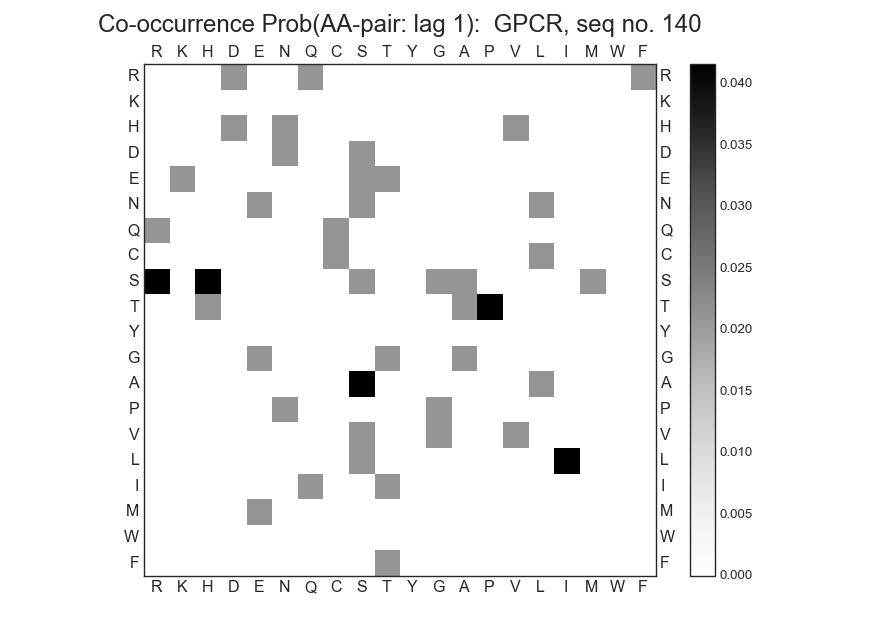 Co-occurrence Prob(AA-pair: lag 1):  GPCR, seq no. 140
R K H D E N Q C S T Y G A P V L I M W F
R R
K K
H H
D D
E E
N N
Q Q
C C
S S
T T
Y Y
G G
A A
P P
V V
L L
I I
M M
W W
F F
R K H D E N Q C S T Y G A P V L I M W F
0.040
0.035
0.030
0.025
0.020
0.015
0.010
0.005
0.000